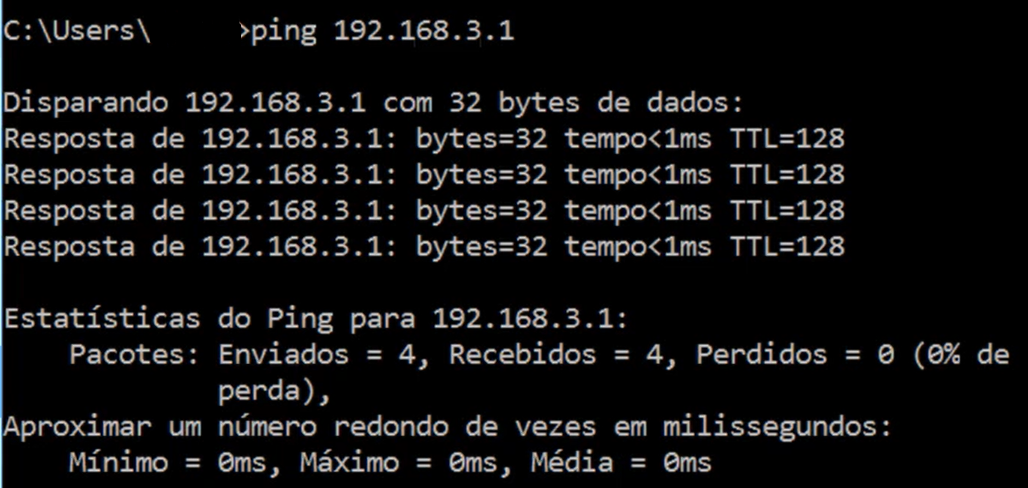 C:\Users\ >ping 192.168.3.1
Disparando 192.168.3.1 com 32 bytes de dados:
Resposta de 192.168.3.1: bytes=32 tempo<1ms TTL=128
Resposta de 192.168.3.1: bytes=32 tempo<1ms TTL=128
Resposta de 192.168.3.1: bytes=32 tempo<1ms TTL=128
Resposta de 192.168.3.1: bytes=32 tempo<1ms TTL=128
Estatísticas do Ping para 192.168.3.1:
Pacotes: Enviados = 4, Recebidos = 4, Perdidos = 0 (0% de
perda),
Aproximar um número redondo de vezes em milissegundos:
Mínimo = 0ms, Máximo = 0ms, Média = 0ms